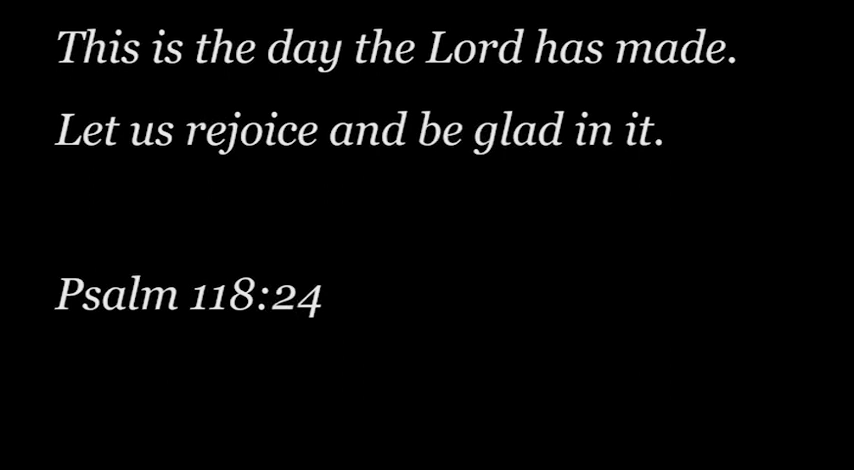 This is the day the Lord has made.
Let us rejoice and be glad in it.
Psalm 118:24